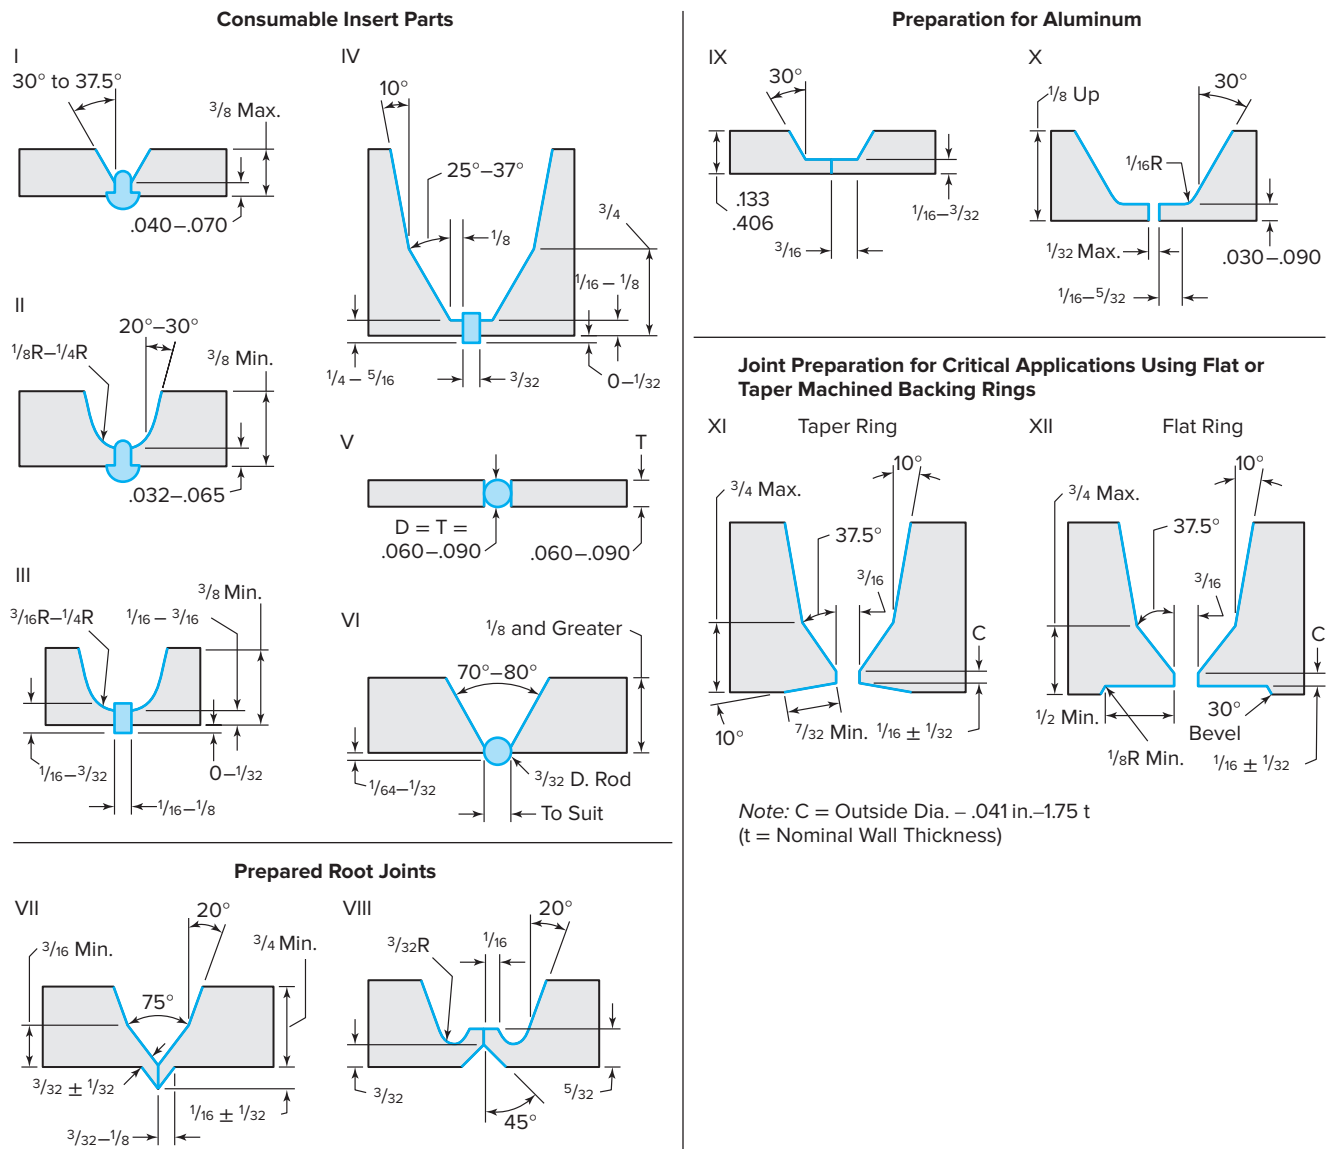 Consumable Insert Parts
I
30° to 37.5°
3/8 Max.
.040–.070
II
20°–30°
1/8R–1/4R
3/8 Min.
.032–.065
III
3/8 Min.
3/16R–1/4R
1/16 – 3/16
1/16–3/32
0–1/32
1/16–1/8
IV
10°
25°–37°
3/4
1/8
1/16 – 1/8
1/4 – 5/16
3/32
0–1/32
V
T
D = T =
.060–.090
.060–.090
VI
1/8 and Greater
70°–80°
1/64–1/32
3/32 D. Rod
To Suit
Prepared Root Joints
VII
20°
3/16 Min.
3/4 Min.
75°
3/32 ± 1/32
1/16 ± 1/32
3/32–1/8
VIII
20°
3/32R
1/16
3/32
5/32
45°
Preparation for Aluminum
IX
30°
.133
.406
1/16–3/32
3/16
X
1/8 Up
30°
1/16R
1/32 Max.
.030–.090
1/16–5/32
Joint Preparation for Critical Applications Using Flat or
Taper Machined Backing Rings
XI
Taper Ring
10°
3/4 Max.
37.5°
3/16
C
10°
7/32 Min.
1/16 ± 1/32
XII
Flat Ring
10°
3/4 Max.
37.5°
3/16
C
1/2 Min.
30°
Bevel
1/8R Min.
1/16 ± 1/32
Note: C = Outside Dia. – .041 in.–1.75 t
(t = Nominal Wall Thickness)